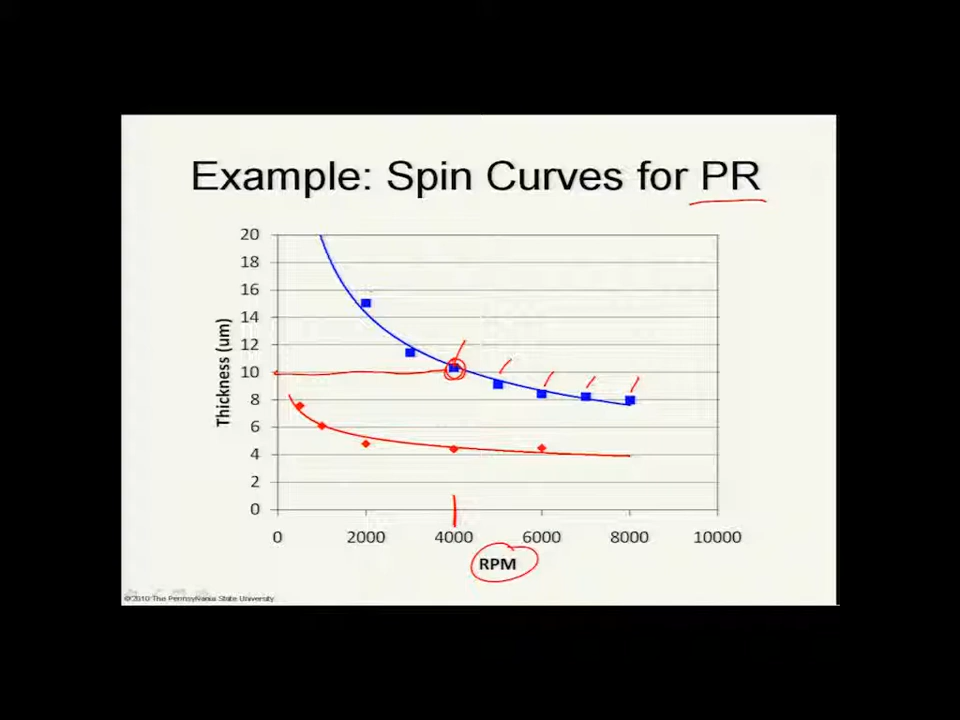 Example: Spin Curves for PR
20
18
16
14
12
10
8
6
4
2
0
Thickness (um)
0 2000 4000 6000 8000 10000
RPM
© 2010 The Pennsylvania State University